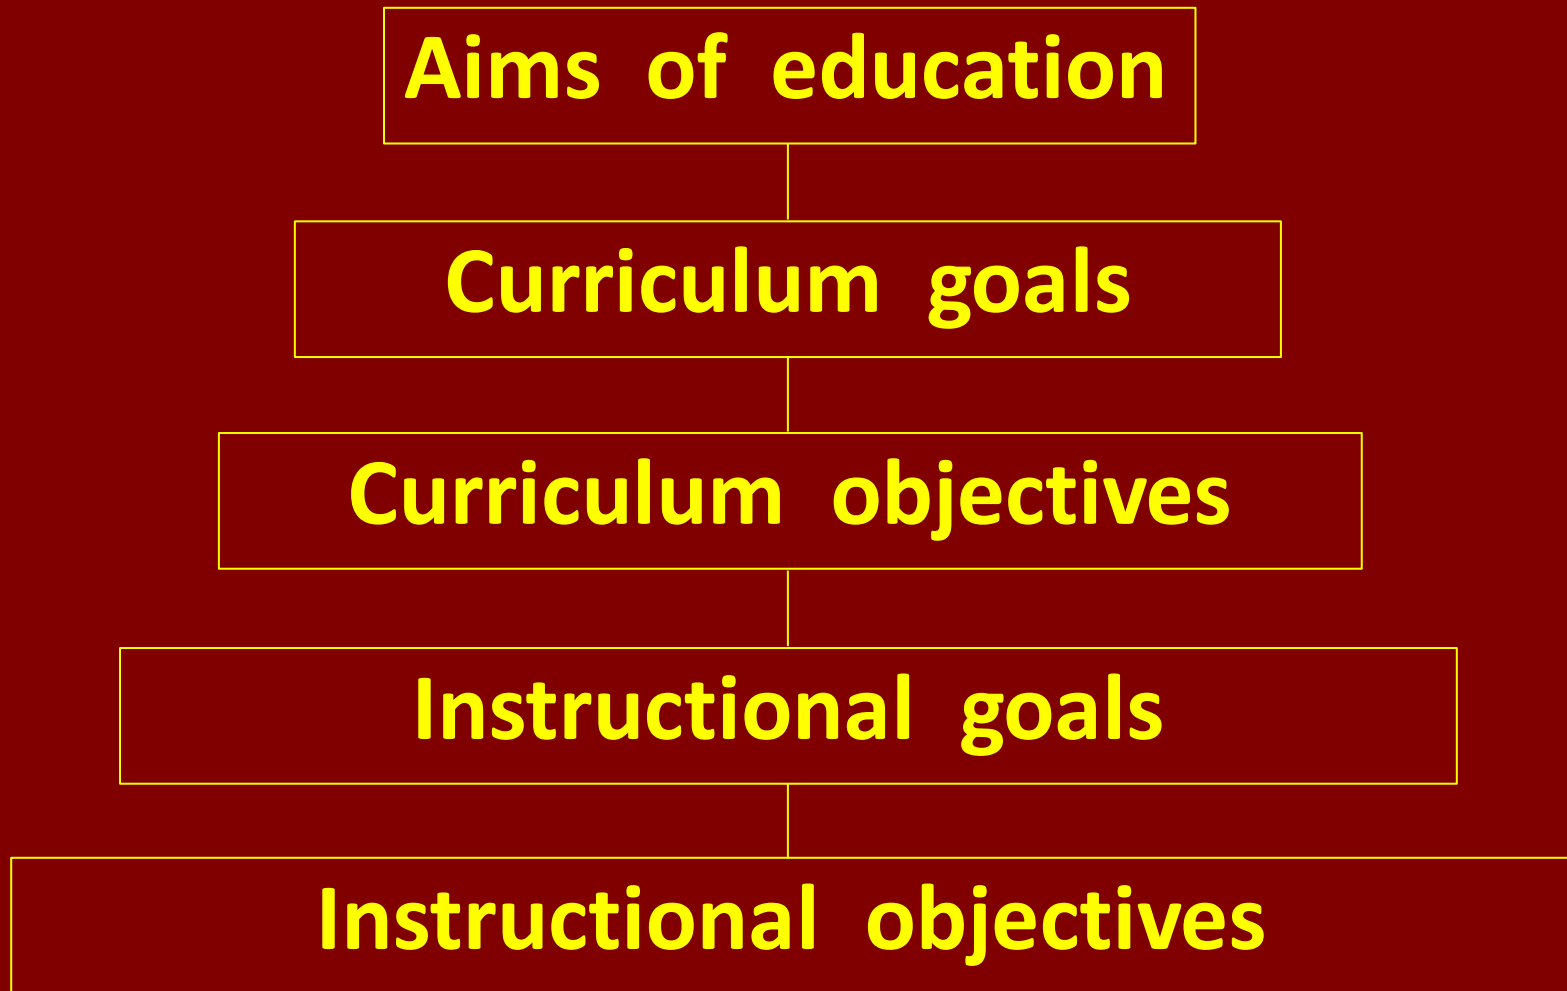 Aims of education
Curriculum goals
Curriculum objectives
Instructional goals
Instructional objectives